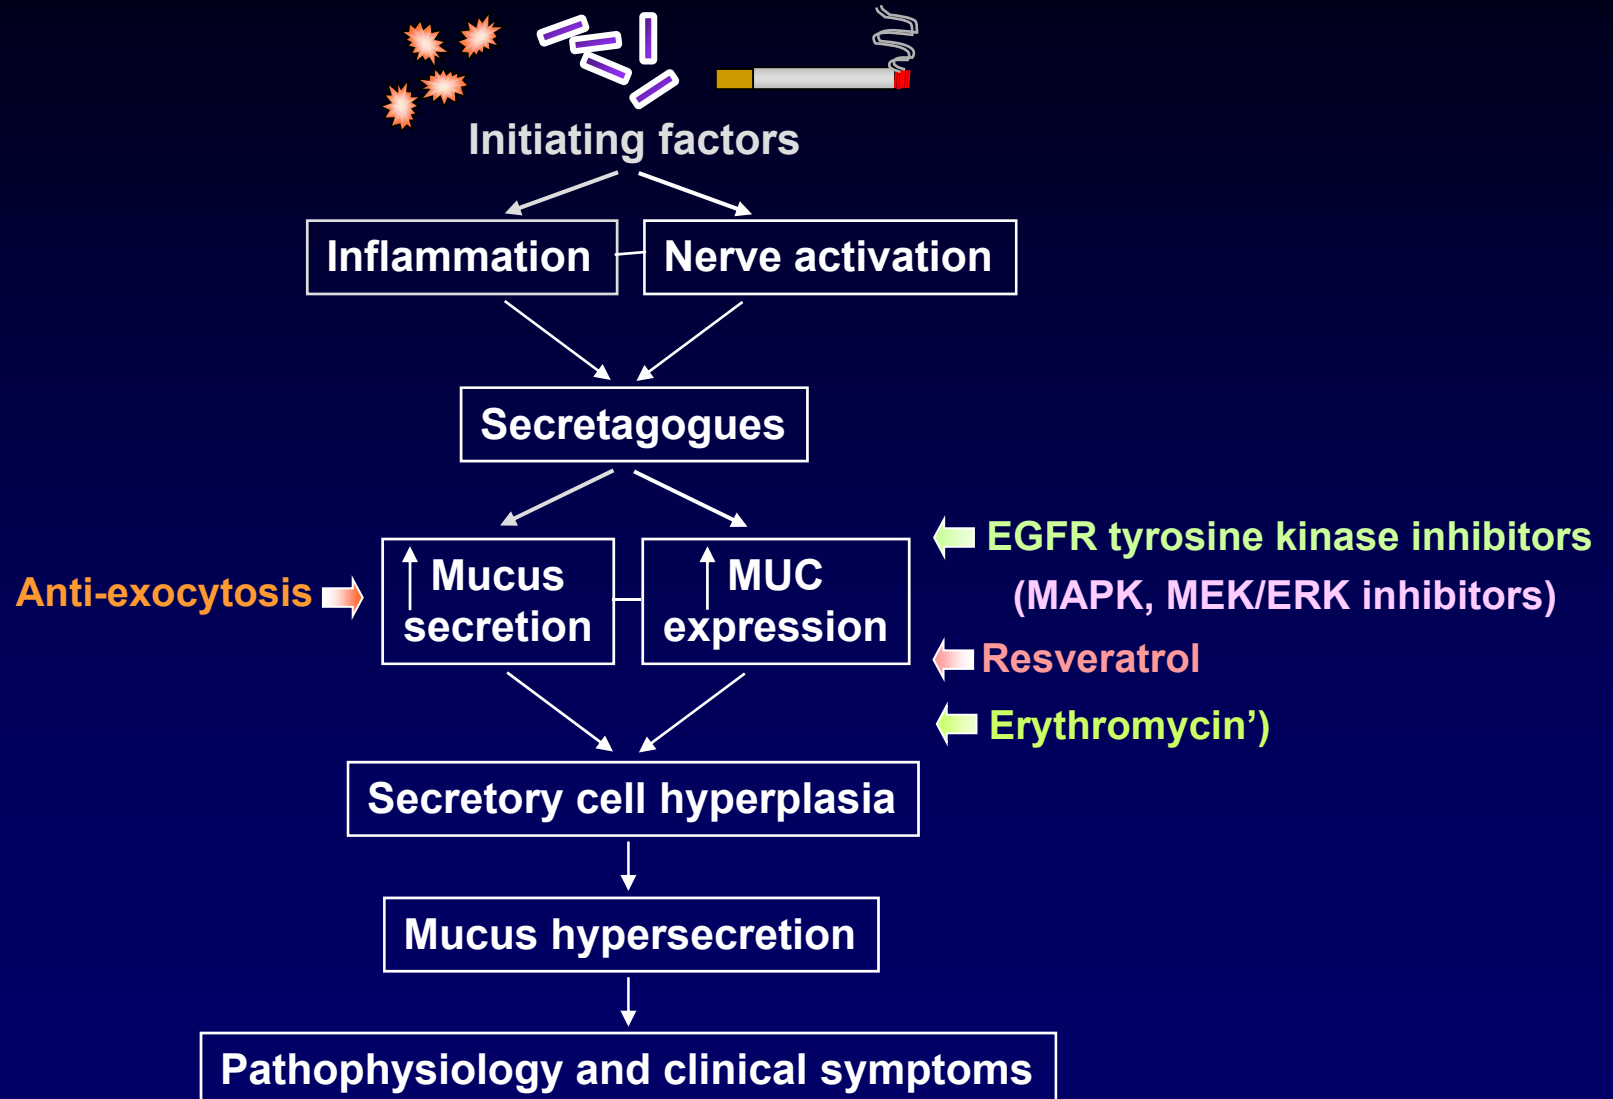 Initiating factors
Inflammation
Nerve activation
Secretagogues
Mucus
secretion
MUC
expression
Anti-exocytosis
EGFR tyrosine kinase inhibitors
(MAPK, MEK/ERK inhibitors)
Resveratrol
Erythromycin’)
Secretory cell hyperplasia
Mucus hypersecretion
Pathophysiology and clinical symptoms